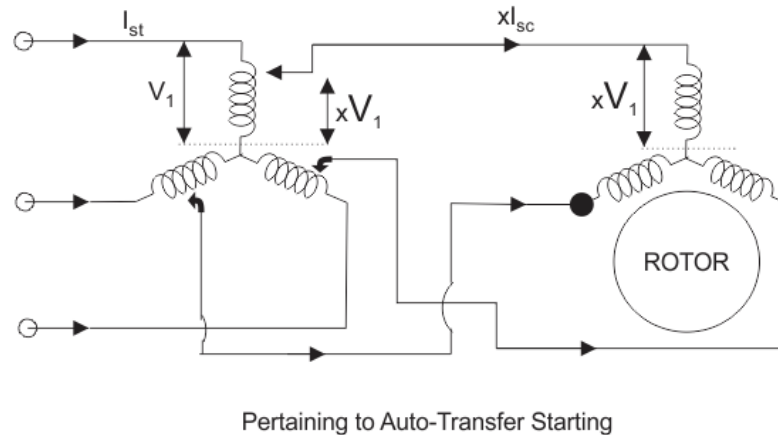 I_st
xI_sc
V_1
xV_1
xV_1
ROTOR
Pertaining to Auto-Transfer Starting